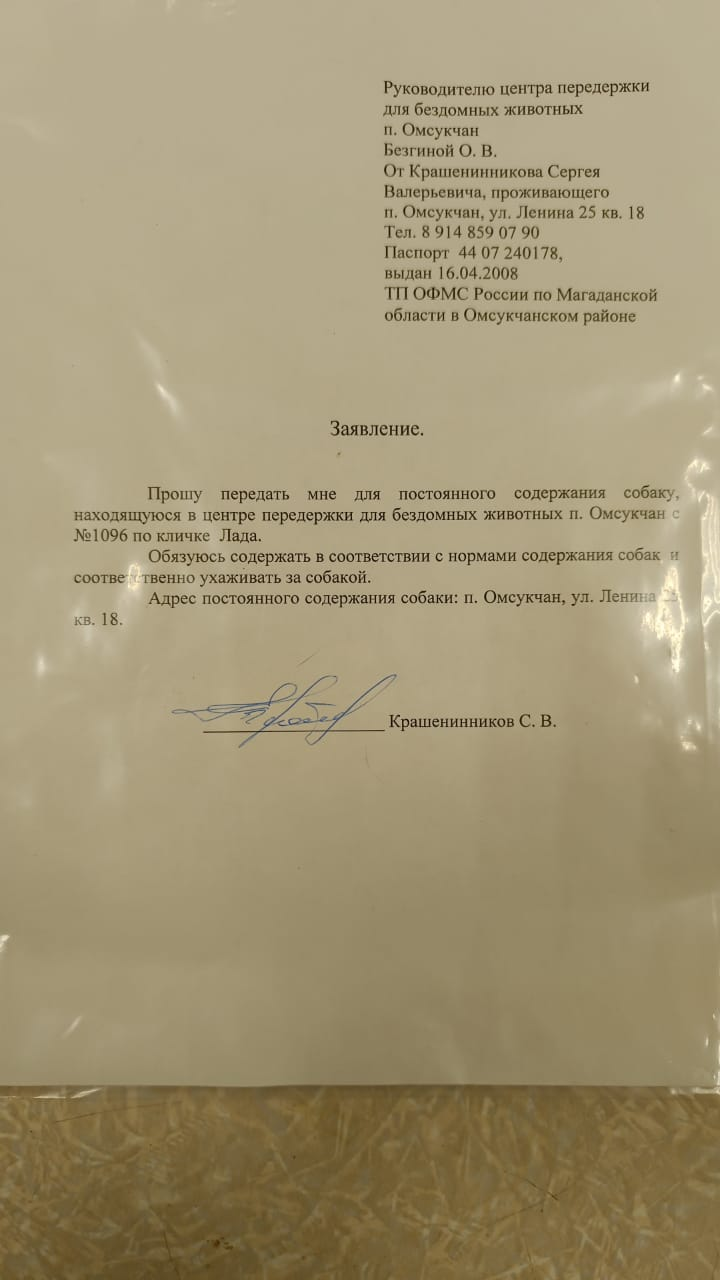 Руководителю центра передержки
для бездомных животных
п. Омсукчан
Безгиной О. В.
От Крашенинникова Сергея
Валерьевича, проживающего
п. Омсукчан, ул. Ленина 25 кв. 18
Тел. 8 914 859 07 90
Паспорт 44 07 240178,
выдан 16.04.2008
ТП ОФМС России по Магаданской
области в Омсукчанском районе
Заявление.
Прошу передать мне для постоянного содержания собаку,
находящуюся в центре передержки для бездомных животных п. Омсукчан с
№1096 по кличке Лада.
Обязуюсь содержать в соответствии с нормами содержания собак и
соответственно ухаживать за собакой.
Адрес постоянного содержания собаки: п. Омсукчан, ул. Ленина 25
кв. 18.
Крашенинников С. В.